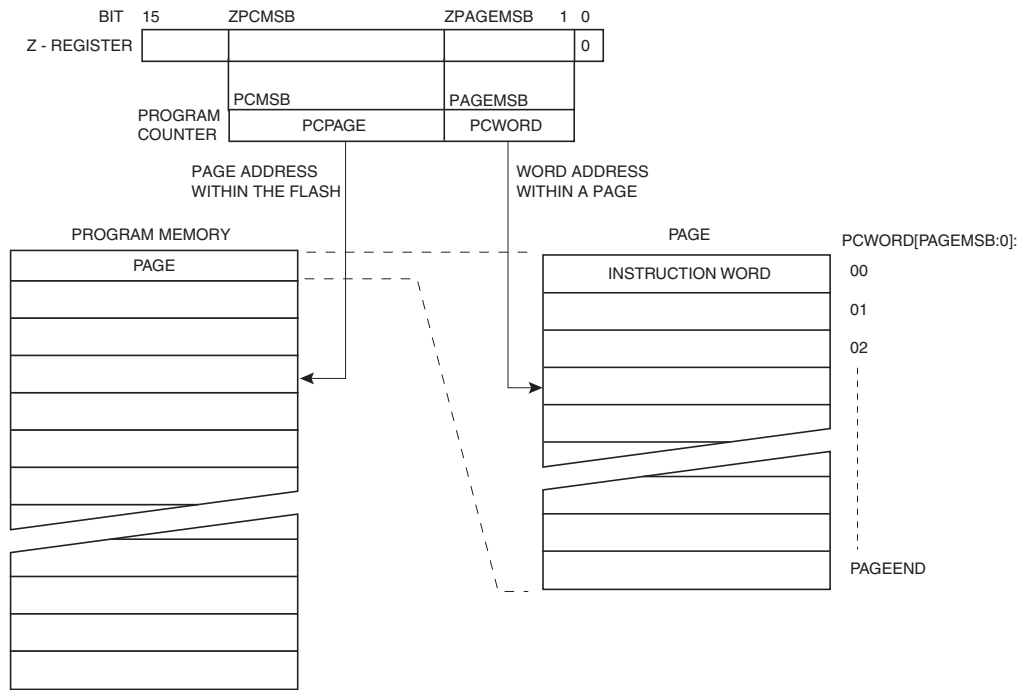 BIT 15 ZPCMSB ZPAGEMSB 1 0
Z - REGISTER 0
PCMSB PAGEMSB
PROGRAM
COUNTER
PCPAGE PCWORD
PAGE ADDRESS
WITHIN THE FLASH
WORD ADDRESS
WITHIN A PAGE
PROGRAM MEMORY
PAGE
PAGE
PCWORD[PAGEMSB:0]:
INSTRUCTION WORD
00
01
02
PAGEEND